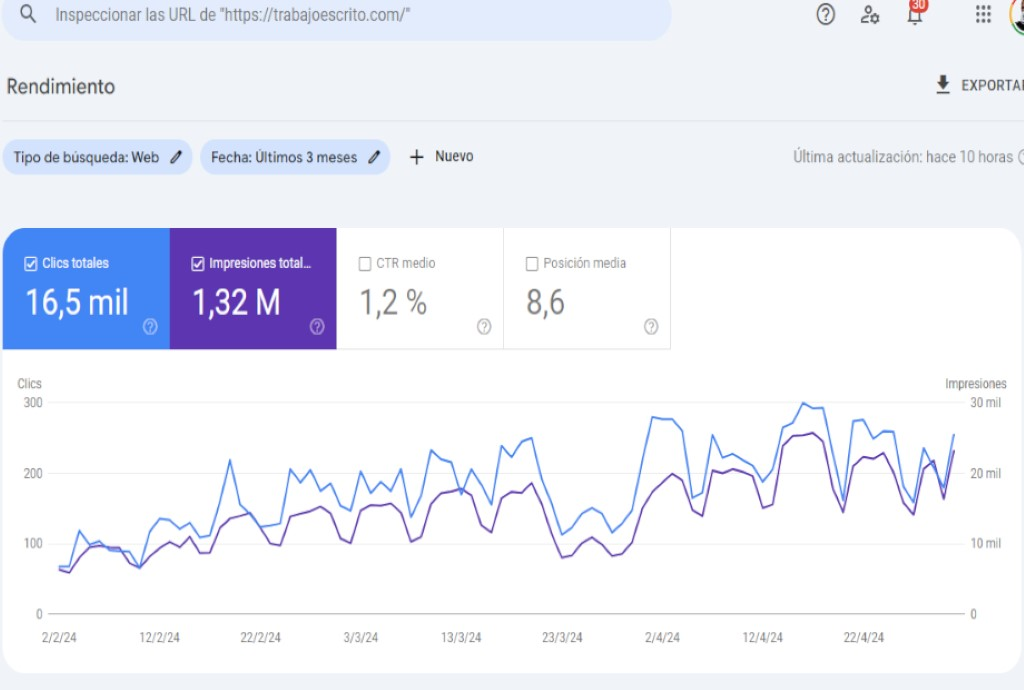 Inspeccionar las URL de "https://trabajoescrito.com/"
30
Rendimiento
EXPORTAR
Tipo de búsqueda: Web
Fecha: Últimos 3 meses
+ Nuevo
Última actualización: hace 10 horas
Clics totales
Impresiones total...
CTR medio
Posición media
16,5 mil
1,32 M
1,2 %
8,6
Clics
Impresiones
300
30 mil
200
20 mil
100
10 mil
0
0
2/2/24
12/2/24
22/2/24
3/3/24
13/3/24
23/3/24
2/4/24
12/4/24
22/4/24